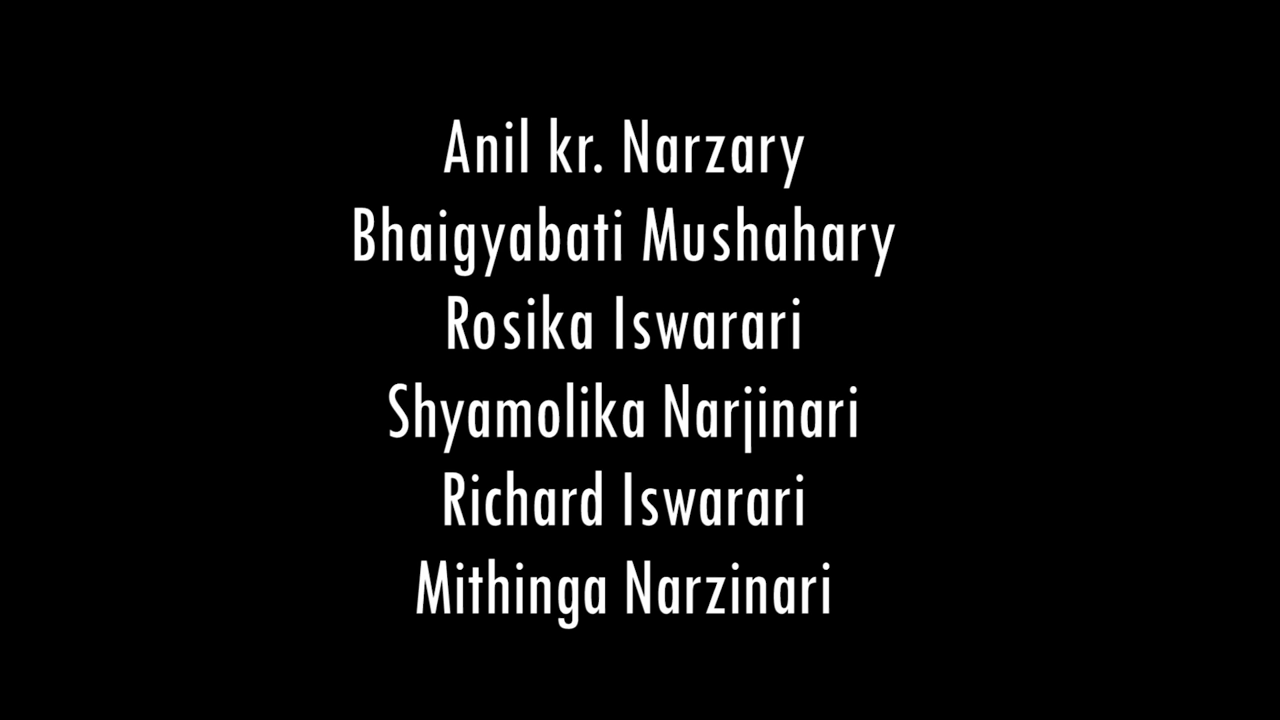 Anil kr. Narzary
Bhaigyabati Mushahary
Rosika Iswarari
Shyamolika Narjinari
Richard Iswarari
Mithinga Narzinari